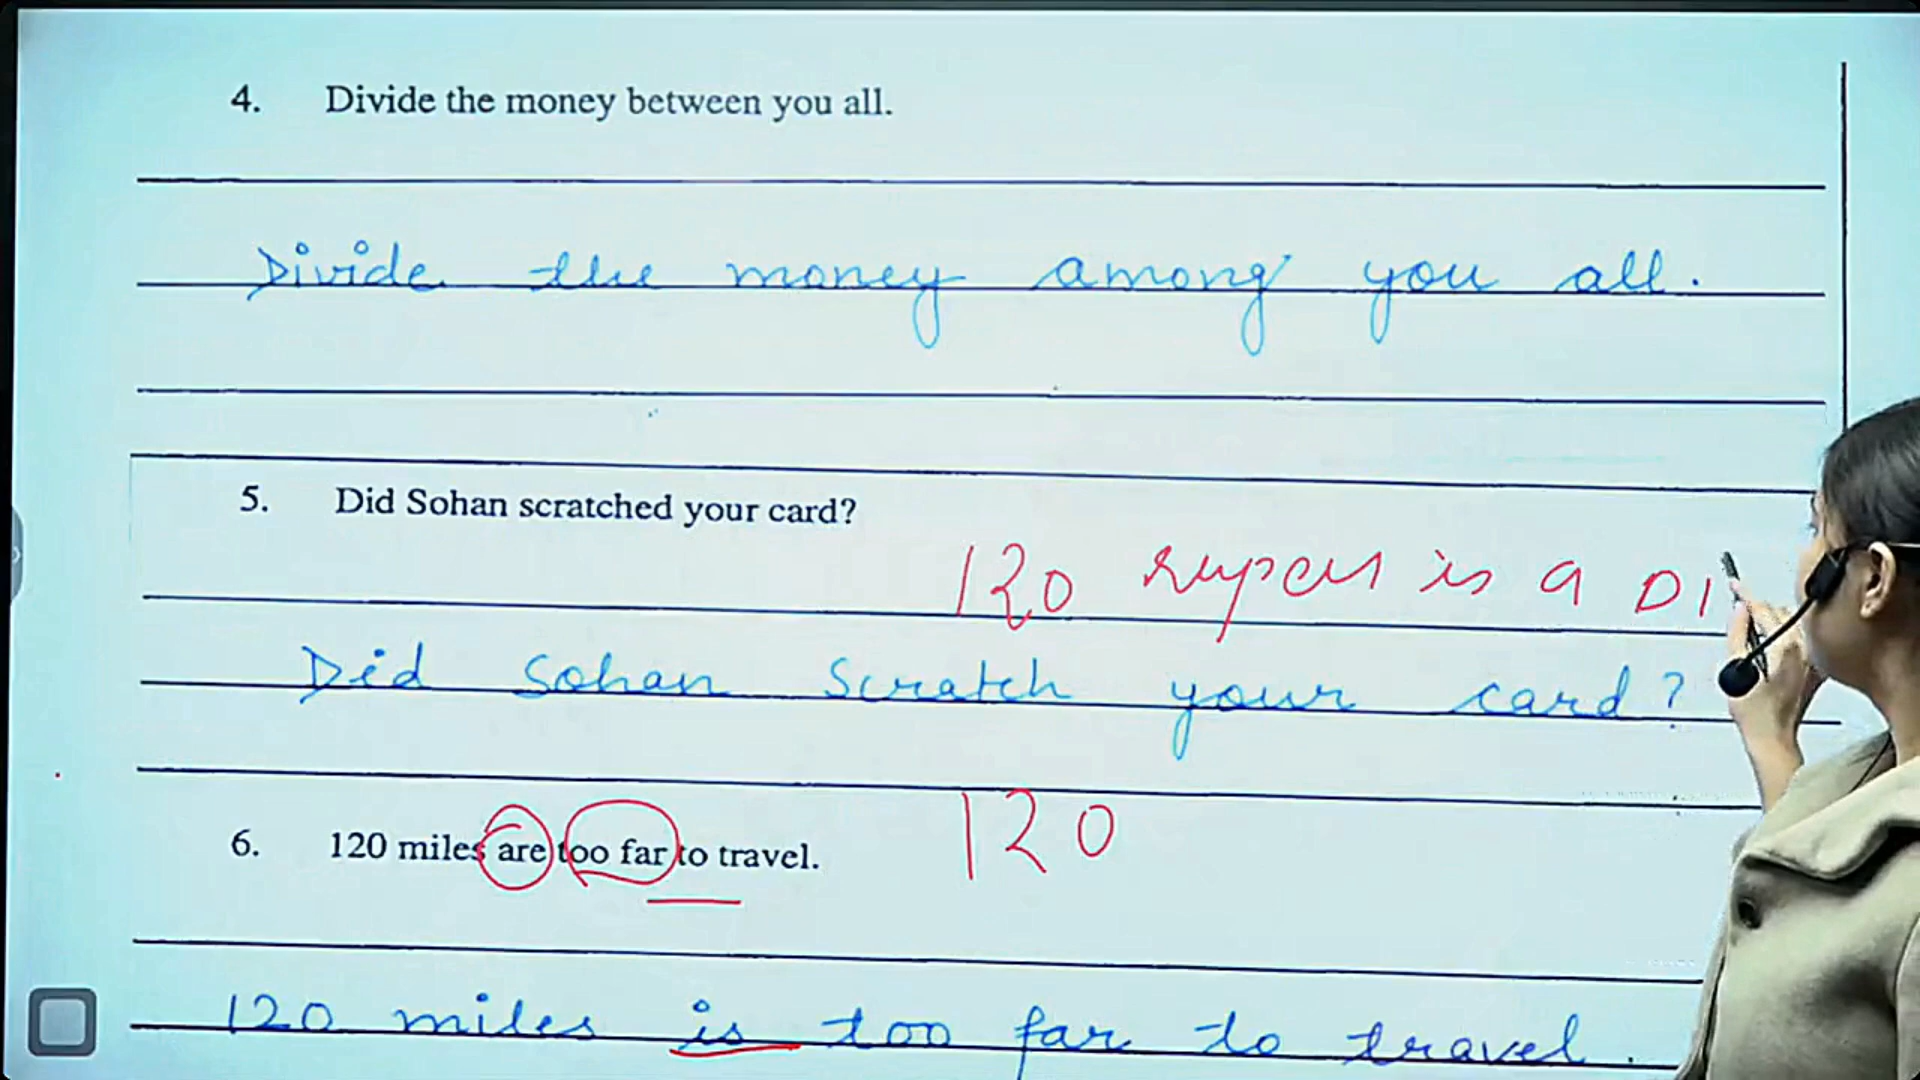 4. Divide the money between you all.
Divide the money among you all.
5. Did Sohan scratched your card?
120 rupees is a DI
Did Sohan scratch your card?
6. 120 miles are too far to travel.
120
120 miles is too far to travel.